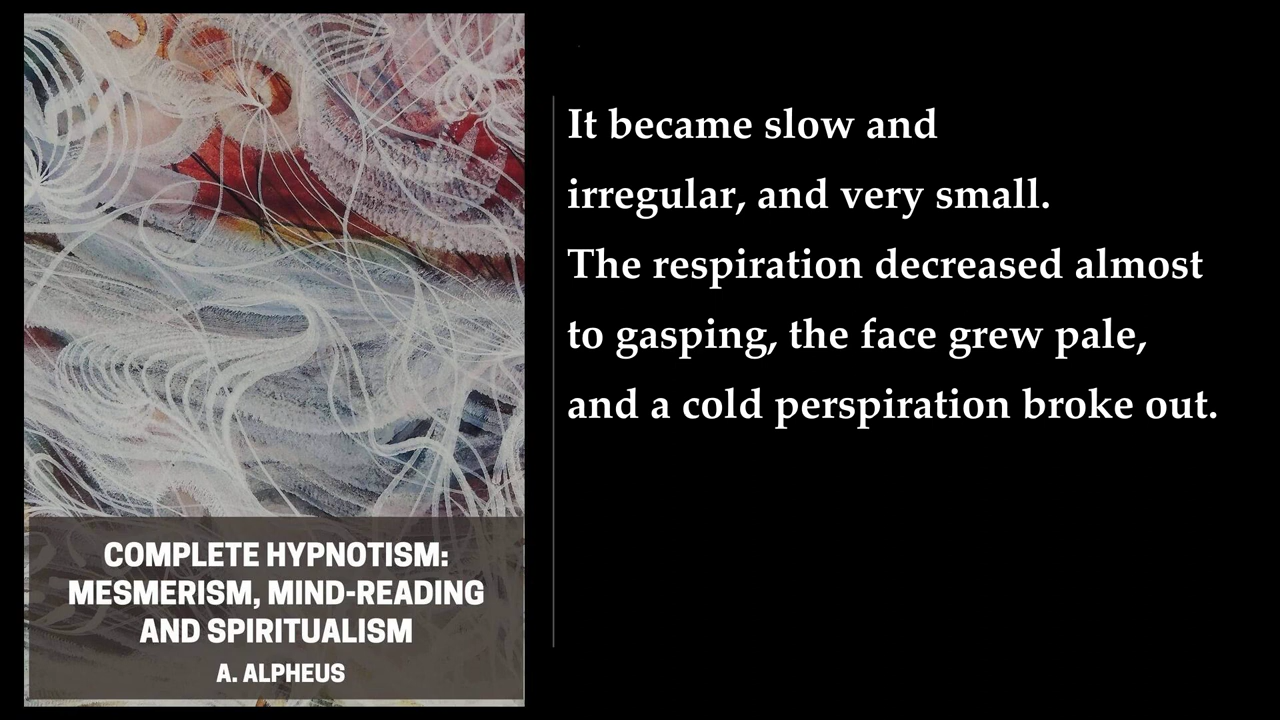 It became slow and
irregular, and very small.
The respiration decreased almost
to gasping, the face grew pale,
and a cold perspiration broke out.
COMPLETE HYPNOTISM:
MESMERISM, MIND-READING
AND SPIRITUALISM
A. ALPHEUS